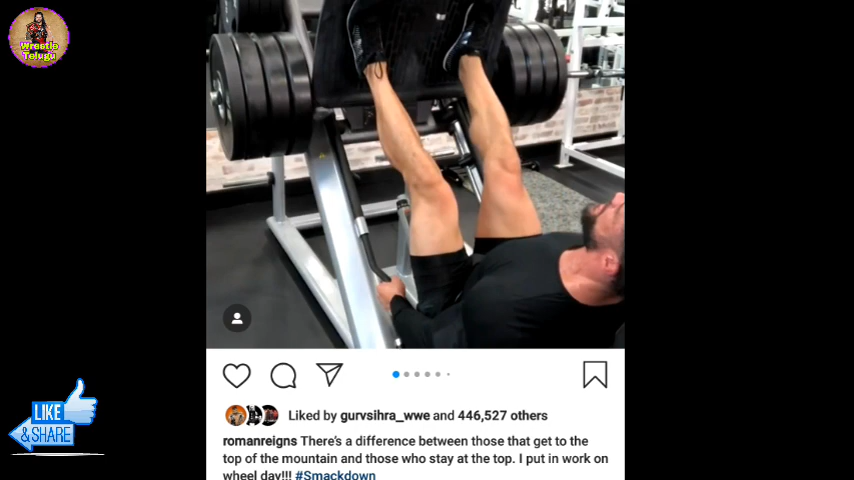 Wrestle
Telugu
LIKE
& SHARE
Liked by gurvsihra_wwe and 446,527 others
romanreigns There's a difference between those that get to the
top of the mountain and those who stay at the top. I put in work on
wheel day!!! #Smackdown